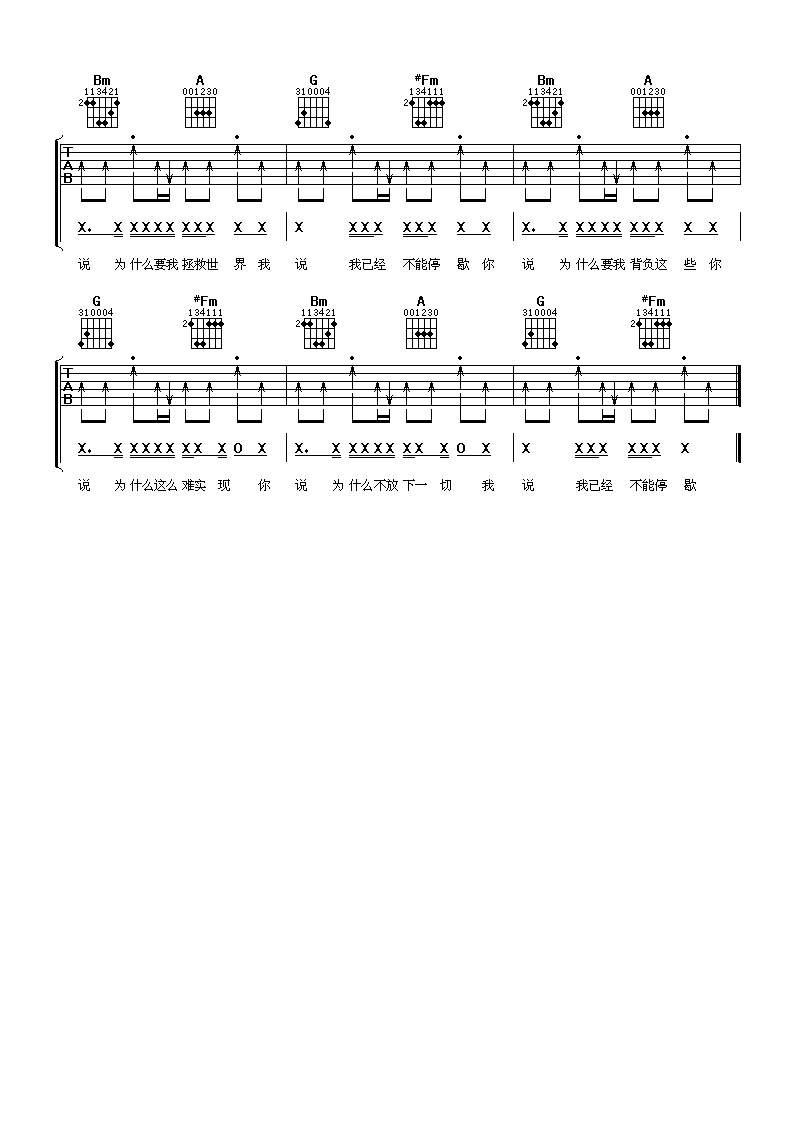 Bm A G #Fm Bm A
113421 001230 310004 134111 113421 001230
2 2 2
T
A
B
X. X XXXX XXX X X X XXX XXX X X X. X XXXX XXX X X
说 为 什么要我 拯救世 界 我 说 我已经 不能停 歇 你 说 为 什么要我 背负这 些 你
G #Fm Bm A G #Fm
310004 134111 113421 001230 310004 134111
2 2 2
T
A
B
X. X XXXX XX X 0 X X. X XXXX XX X 0 X X XXX XXX X
说 为 什么这么 难实 现 你 说 为 什么不放 下一 切 我 说 我已经 不能停 歇